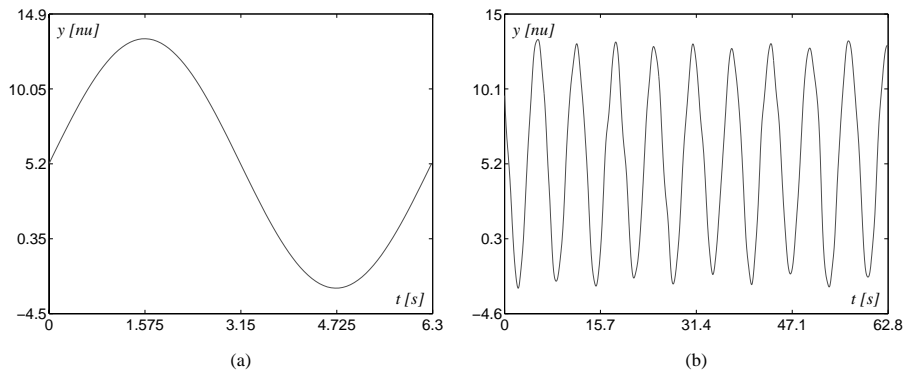 14.9
y [nu]
10.05
5.2
0.35
−4.5
t [s]
0 1.575 3.15 4.725 6.3
(a)
15
y [nu]
10.1
5.2
0.3
−4.6
t [s]
0 15.7 31.4 47.1 62.8
(b)